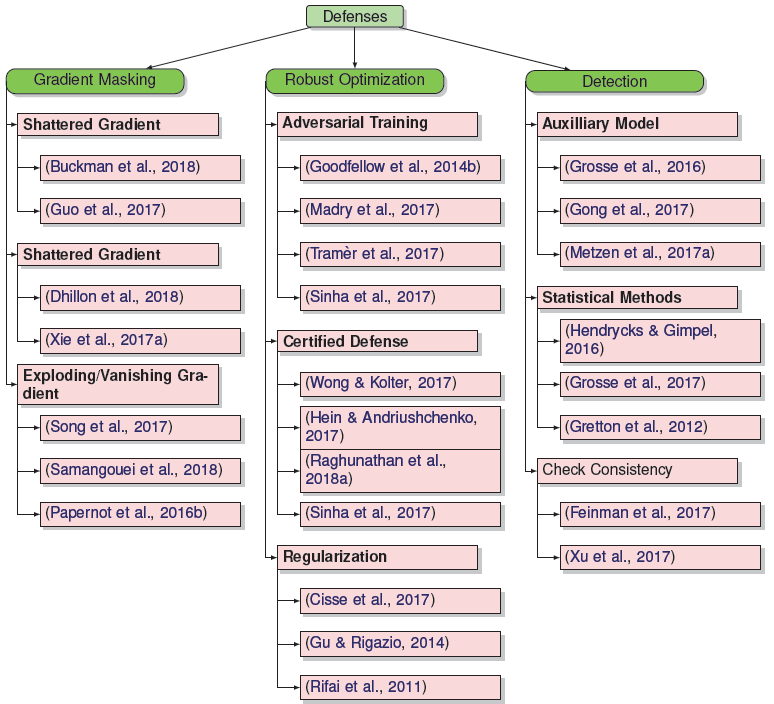 Defenses
Gradient Masking
Shattered Gradient
(Buckman et al., 2018)
(Guo et al., 2017)
Shattered Gradient
(Dhillon et al., 2018)
(Xie et al., 2017a)
Exploding/Vanishing Gra-
dient
(Song et al., 2017)
(Samangouei et al., 2018)
(Papernot et al., 2016b)
Robust Optimization
Adversarial Training
(Goodfellow et al., 2014b)
(Madry et al., 2017)
(Tramèr et al., 2017)
(Sinha et al., 2017)
Certified Defense
(Wong & Kolter, 2017)
(Hein & Andriushchenko,
2017)
(Raghunathan et al.,
2018a)
(Sinha et al., 2017)
Regularization
(Cisse et al., 2017)
(Gu & Rigazio, 2014)
(Rifai et al., 2011)
Detection
Auxilliary Model
(Grosse et al., 2016)
(Gong et al., 2017)
(Metzen et al., 2017a)
Statistical Methods
(Hendrycks & Gimpel,
2016)
(Grosse et al., 2017)
(Gretton et al., 2012)
Check Consistency
(Feinman et al., 2017)
(Xu et al., 2017)